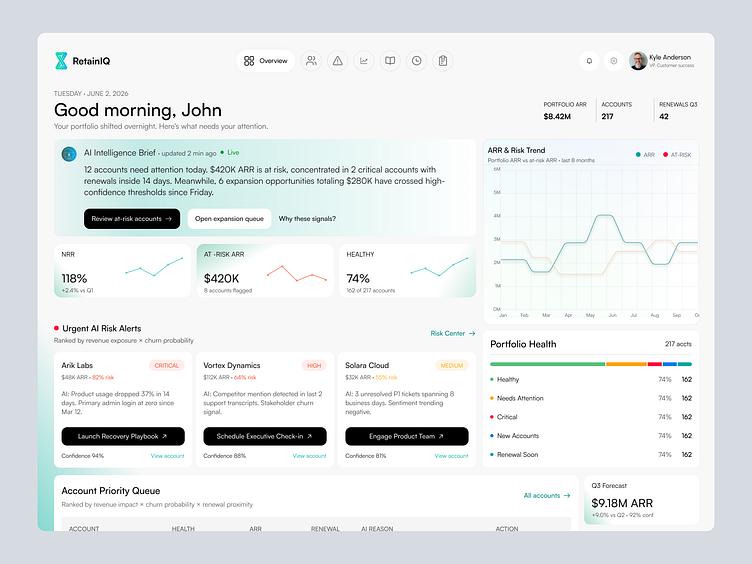 RetainIQ
Overview
Kyle Anderson
VP. Customer success
TUESDAY · JUNE 2, 2026
Good morning, John
Your portfolio shifted overnight. Here's what needs your attention.
PORTFOLIO ARR
$8.42M
ACCOUNTS
217
RENEWALS Q3
42
AI Intelligence Brief · updated 2 min ago • Live
12 accounts need attention today. $420K ARR is at risk, concentrated in 2 critical accounts with
renewals inside 14 days. Meanwhile, 6 expansion opportunities totaling $280K have crossed high-
confidence thresholds since Friday.
Review at-risk accounts →
Open expansion queue
Why these signals?
ARR & Risk Trend
Portfolio ARR vs at-risk ARR · last 8 months
ARR
AT-RISK
6M
5M
4M
3M
2M
1M
0M
Jan Feb Mar Apr May Jun Jul Aug Sep
NRR
118%
+2.4% vs Q1
AT -RISK ARR
$420K
8 accounts flagged
HEALTHY
74%
162 of 217 accounts
Urgent AI Risk Alerts
Ranked by revenue exposure × churn probability
Risk Center →
Arik Labs
CRITICAL
$48K ARR • 82% risk
AI: Product usage dropped 37% in 14
days. Primary admin login at zero since
Mar 12.
Launch Recovery Playbook ↗
Confidence 94%
View account
Vortex Dynamics
HIGH
$112K ARR • 64% risk
AI: Competitor mention detected in last 2
support transcripts. Stakeholder churn
signal.
Schedule Executive Check-in ↗
Confidence 88%
View account
Solara Cloud
MEDIUM
$32K ARR • 55% risk
AI: 3 unresolved P1 tickets spanning 8
business days. Sentiment trending
negative.
Engage Product Team ↗
Confidence 81%
View account
Portfolio Health
217 accts
Healthy 74% 162
Needs Attention 74% 162
Critical 74% 162
New Accounts 74% 162
Renewal Soon 74% 162
Account Priority Queue
Ranked by revenue impact × churn probability × renewal proximity
All accounts →
ACCOUNT HEALTH ARR RENEWAL AI REASON ACTION
Q3 Forecast
$9.18M ARR
+9.0% vs Q2 · 92% conf